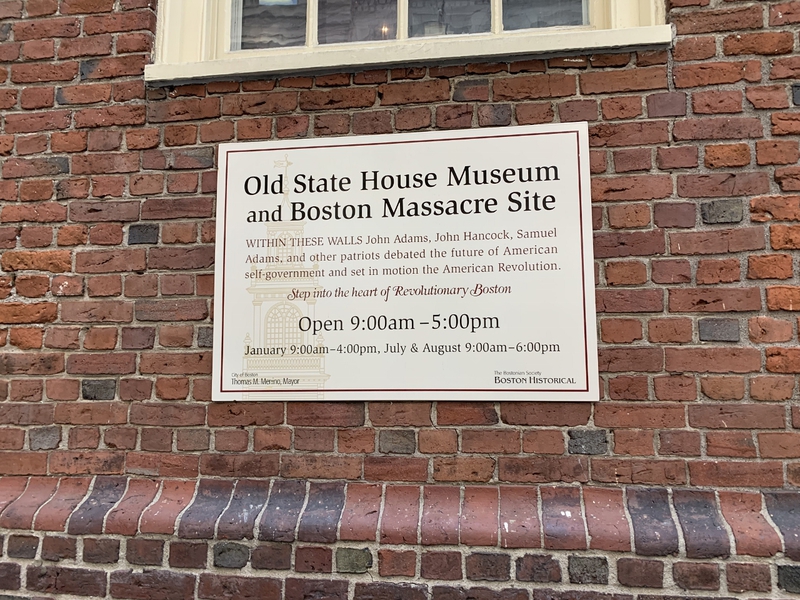 Old State House Museum
and Boston Massacre Site
WITHIN THESE WALLS John Adams, John Hancock, Samuel
Adams, and other patriots debated the future of American
self-government and set in motion the American Revolution.
Step into the heart of Revolutionary Boston
Open 9:00am – 5:00pm
January 9:00am–4:00pm, July & August 9:00am–6:00pm
City of Boston
Thomas M. Menino, Mayor
The Bostonian Society
BOSTON HISTORICAL